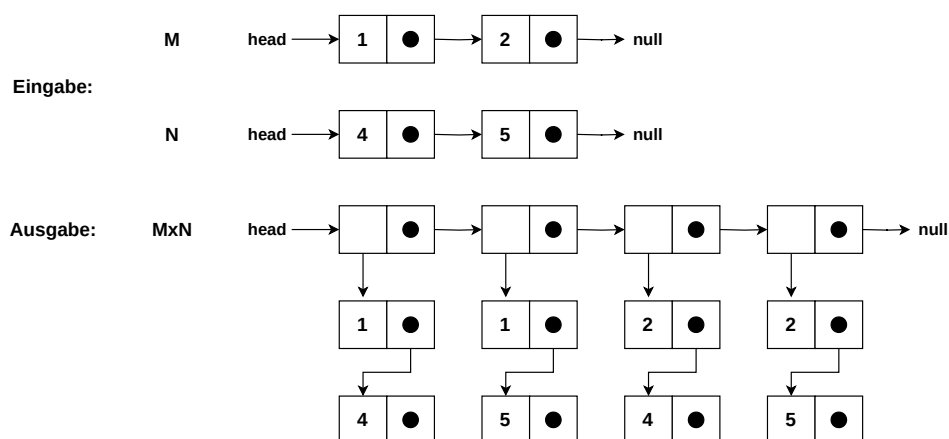 M head 1 2 null
Eingabe:
N head 4 5 null
Ausgabe: MxN head null
1 1 2 2
4 5 4 5